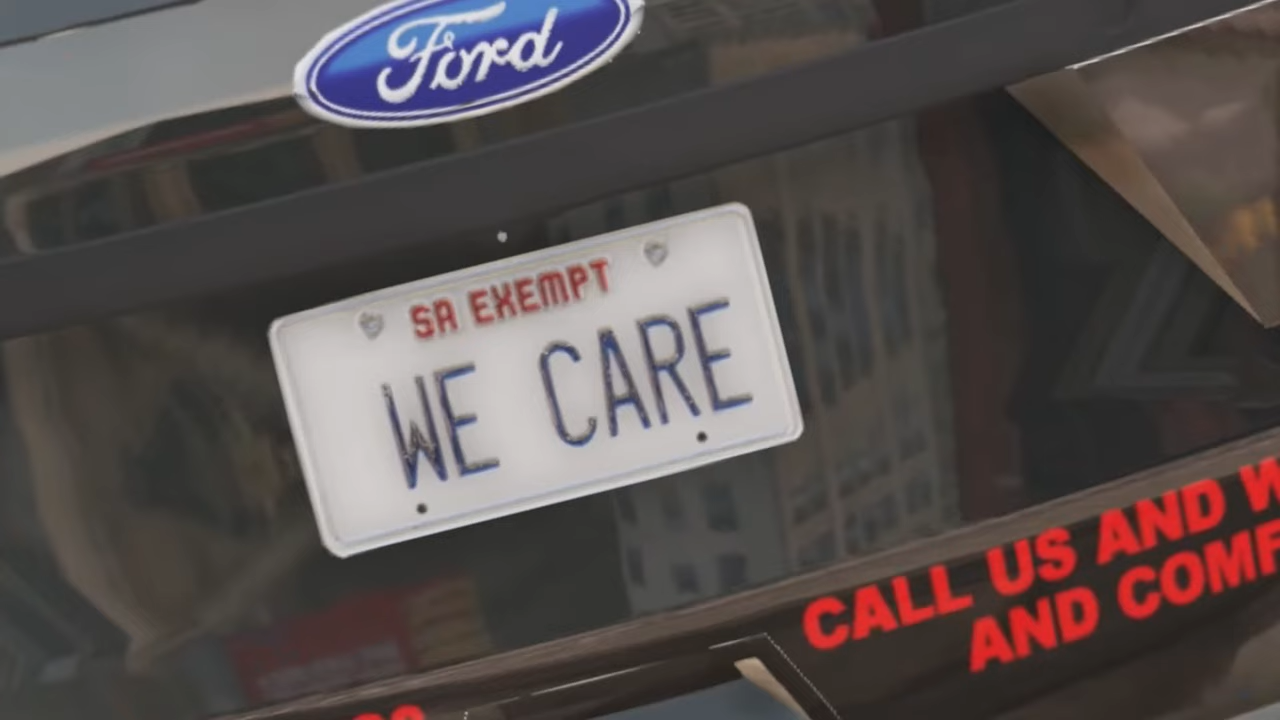 Ford
SA EXEMPT
WE CARE
CALL US AND W
AND COMF